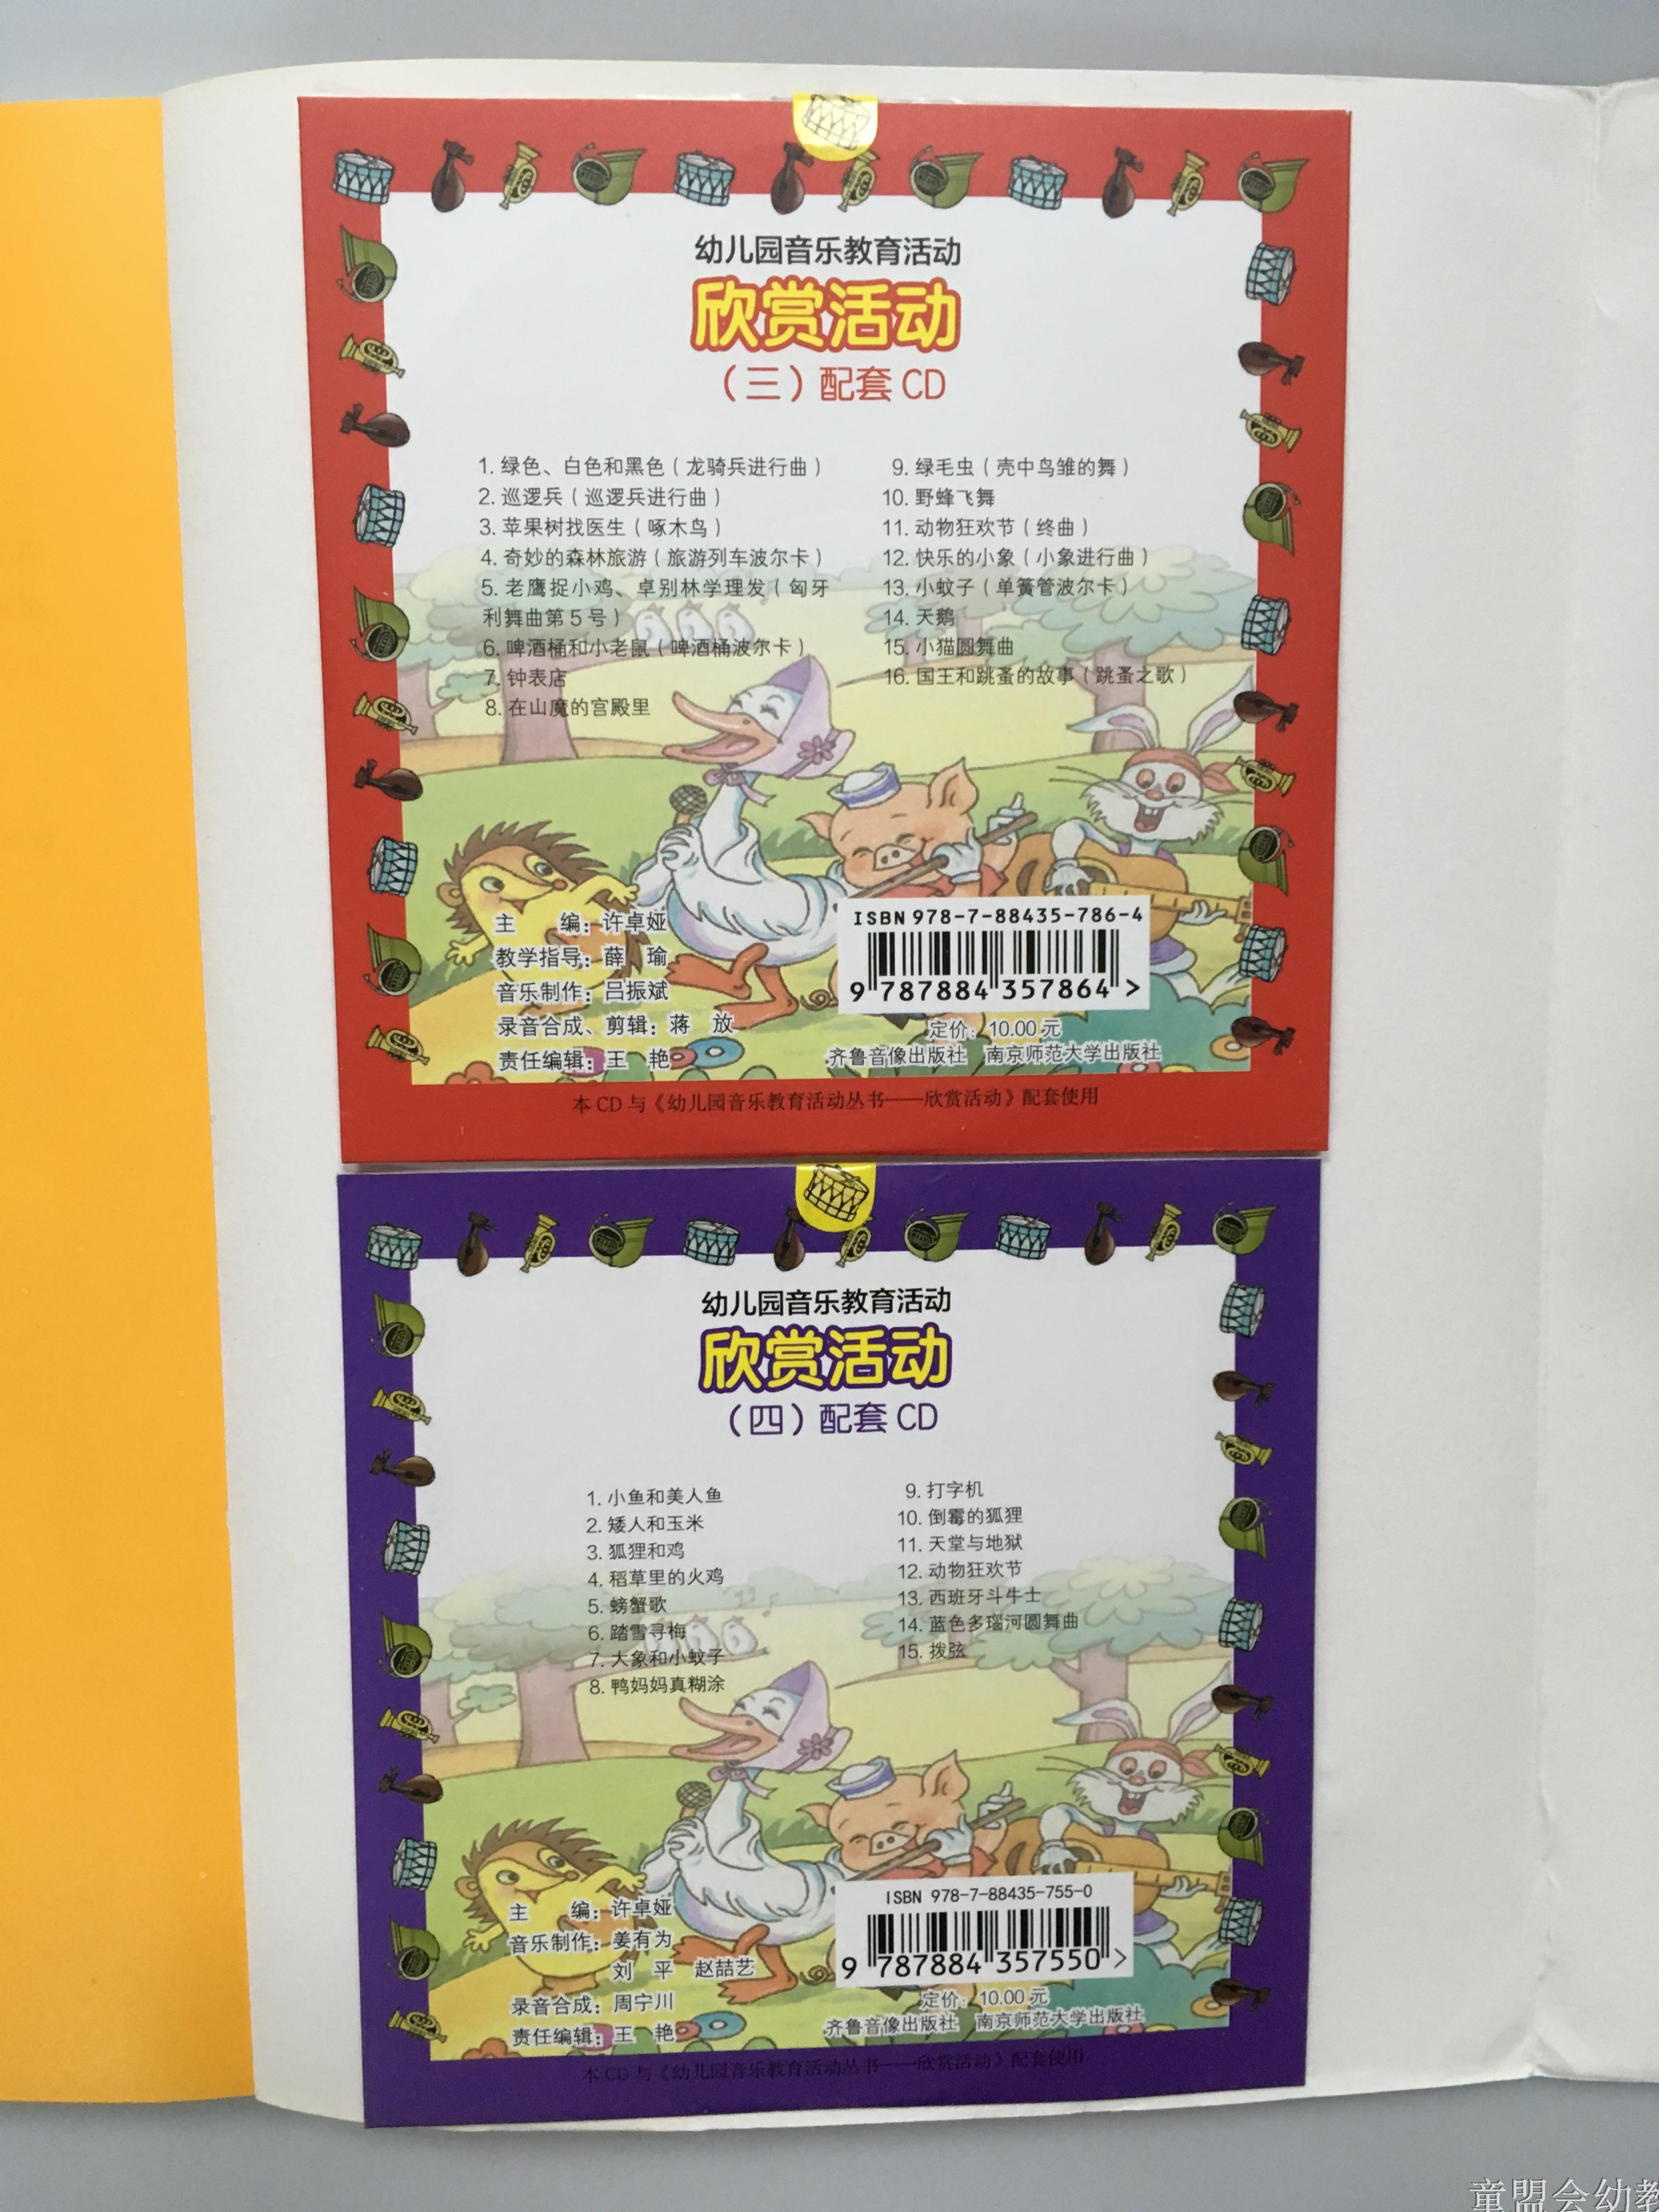 幼儿园音乐教育活动
欣赏活动
（三）配套 CD
1. 绿色、白色和黑色（龙骑兵进行曲）
2. 巡逻兵（巡逻兵进行曲）
3. 苹果树找医生（啄木鸟）
4. 奇妙的森林旅游（旅游列车波尔卡）
5. 老鹰捉小鸡、卓别林学理发（匈牙
利舞曲第 5 号）
6. 啤酒桶和小老鼠（啤酒桶波尔卡）
7. 钟表店
8. 在山魔的宫殿里
9. 绿毛虫（壳中鸟雏的舞）
10. 野蜂飞舞
11. 动物狂欢节（终曲）
12. 快乐的小象（小象进行曲）
13. 小蚊子（单簧管波尔卡）
14. 天鹅
15. 小猫圆舞曲
16. 国王和跳蚤的故事（跳蚤之歌）
主 编：许卓娅
教学指导：薛 瑜
音乐制作：吕振斌
录音合成、剪辑：蒋 放
责任编辑：王 艳
ISBN 978-7-88435-786-4
9 787884 357864 >
定价：10.00 元
齐鲁音像出版社 南京师范大学出版社
本 CD 与《幼儿园音乐教育活动丛书——欣赏活动》配套使用
幼儿园音乐教育活动
欣赏活动
（四）配套 CD
1. 小鱼和美人鱼
2. 矮人和玉米
3. 狐狸和鸡
4. 稻草里的火鸡
5. 螃蟹歌
6. 踏雪寻梅
7. 大象和小蚊子
8. 鸭妈妈真糊涂
9. 打字机
10. 倒霉的狐狸
11. 天堂与地狱
12. 动物狂欢节
13. 西班牙斗牛士
14. 蓝色多瑙河圆舞曲
15. 拨弦
主 编：许卓娅
音乐制作：姜有为
刘 平 赵喆艺
录音合成：周宁川
责任编辑：王 艳
ISBN 978-7-88435-755-0
9 787884 357550 >
定价：10.00 元
齐鲁音像出版社 南京师范大学出版社
本 CD 与《幼儿园音乐教育活动丛书——欣赏活动》配套使用
童盟会幼教